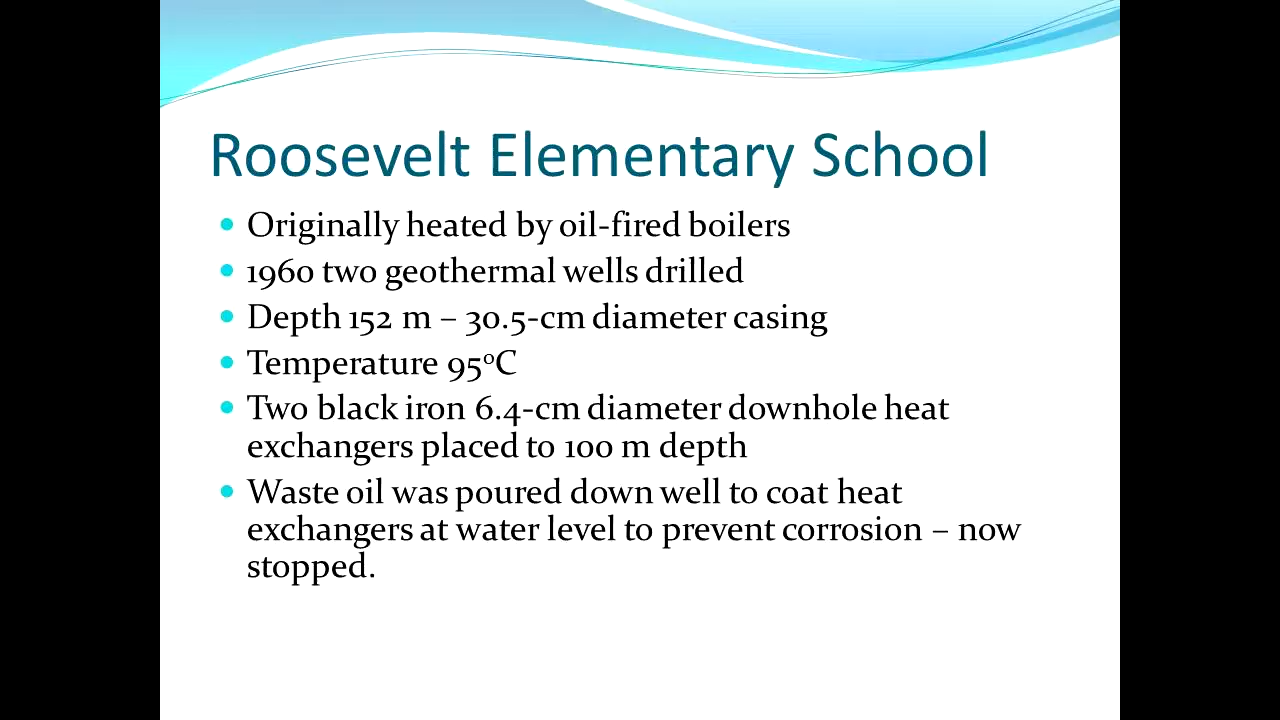 Roosevelt Elementary School
• Originally heated by oil-fired boilers
• 1960 two geothermal wells drilled
• Depth 152 m – 30.5-cm diameter casing
• Temperature 95⁰C
• Two black iron 6.4-cm diameter downhole heat
exchangers placed to 100 m depth
• Waste oil was poured down well to coat heat
exchangers at water level to prevent corrosion – now
stopped.